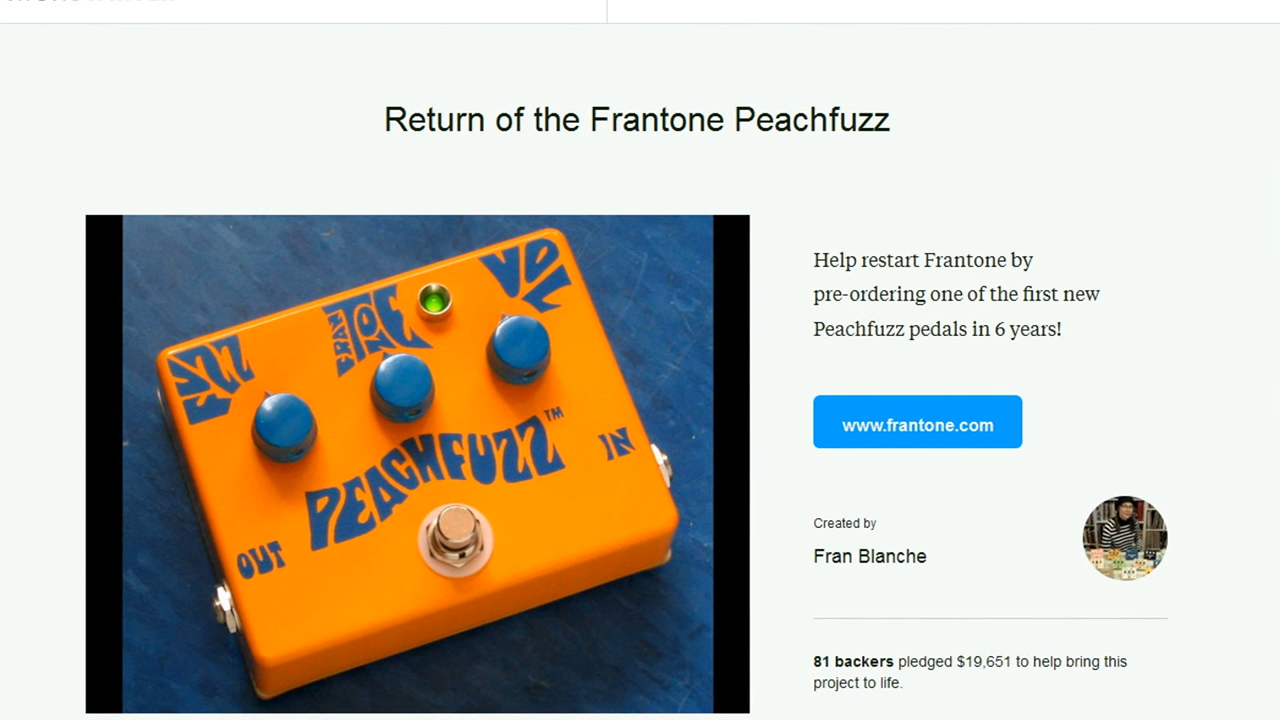 Return of the Frantone Peachfuzz
FUZZ
FRAN
TONE
VOL
PEACHFUZZ™
IN
OUT
Help restart Frantone by
pre-ordering one of the first new
Peachfuzz pedals in 6 years!
www.frantone.com
Created by
Fran Blanche
81 backers pledged $19,651 to help bring this
project to life.